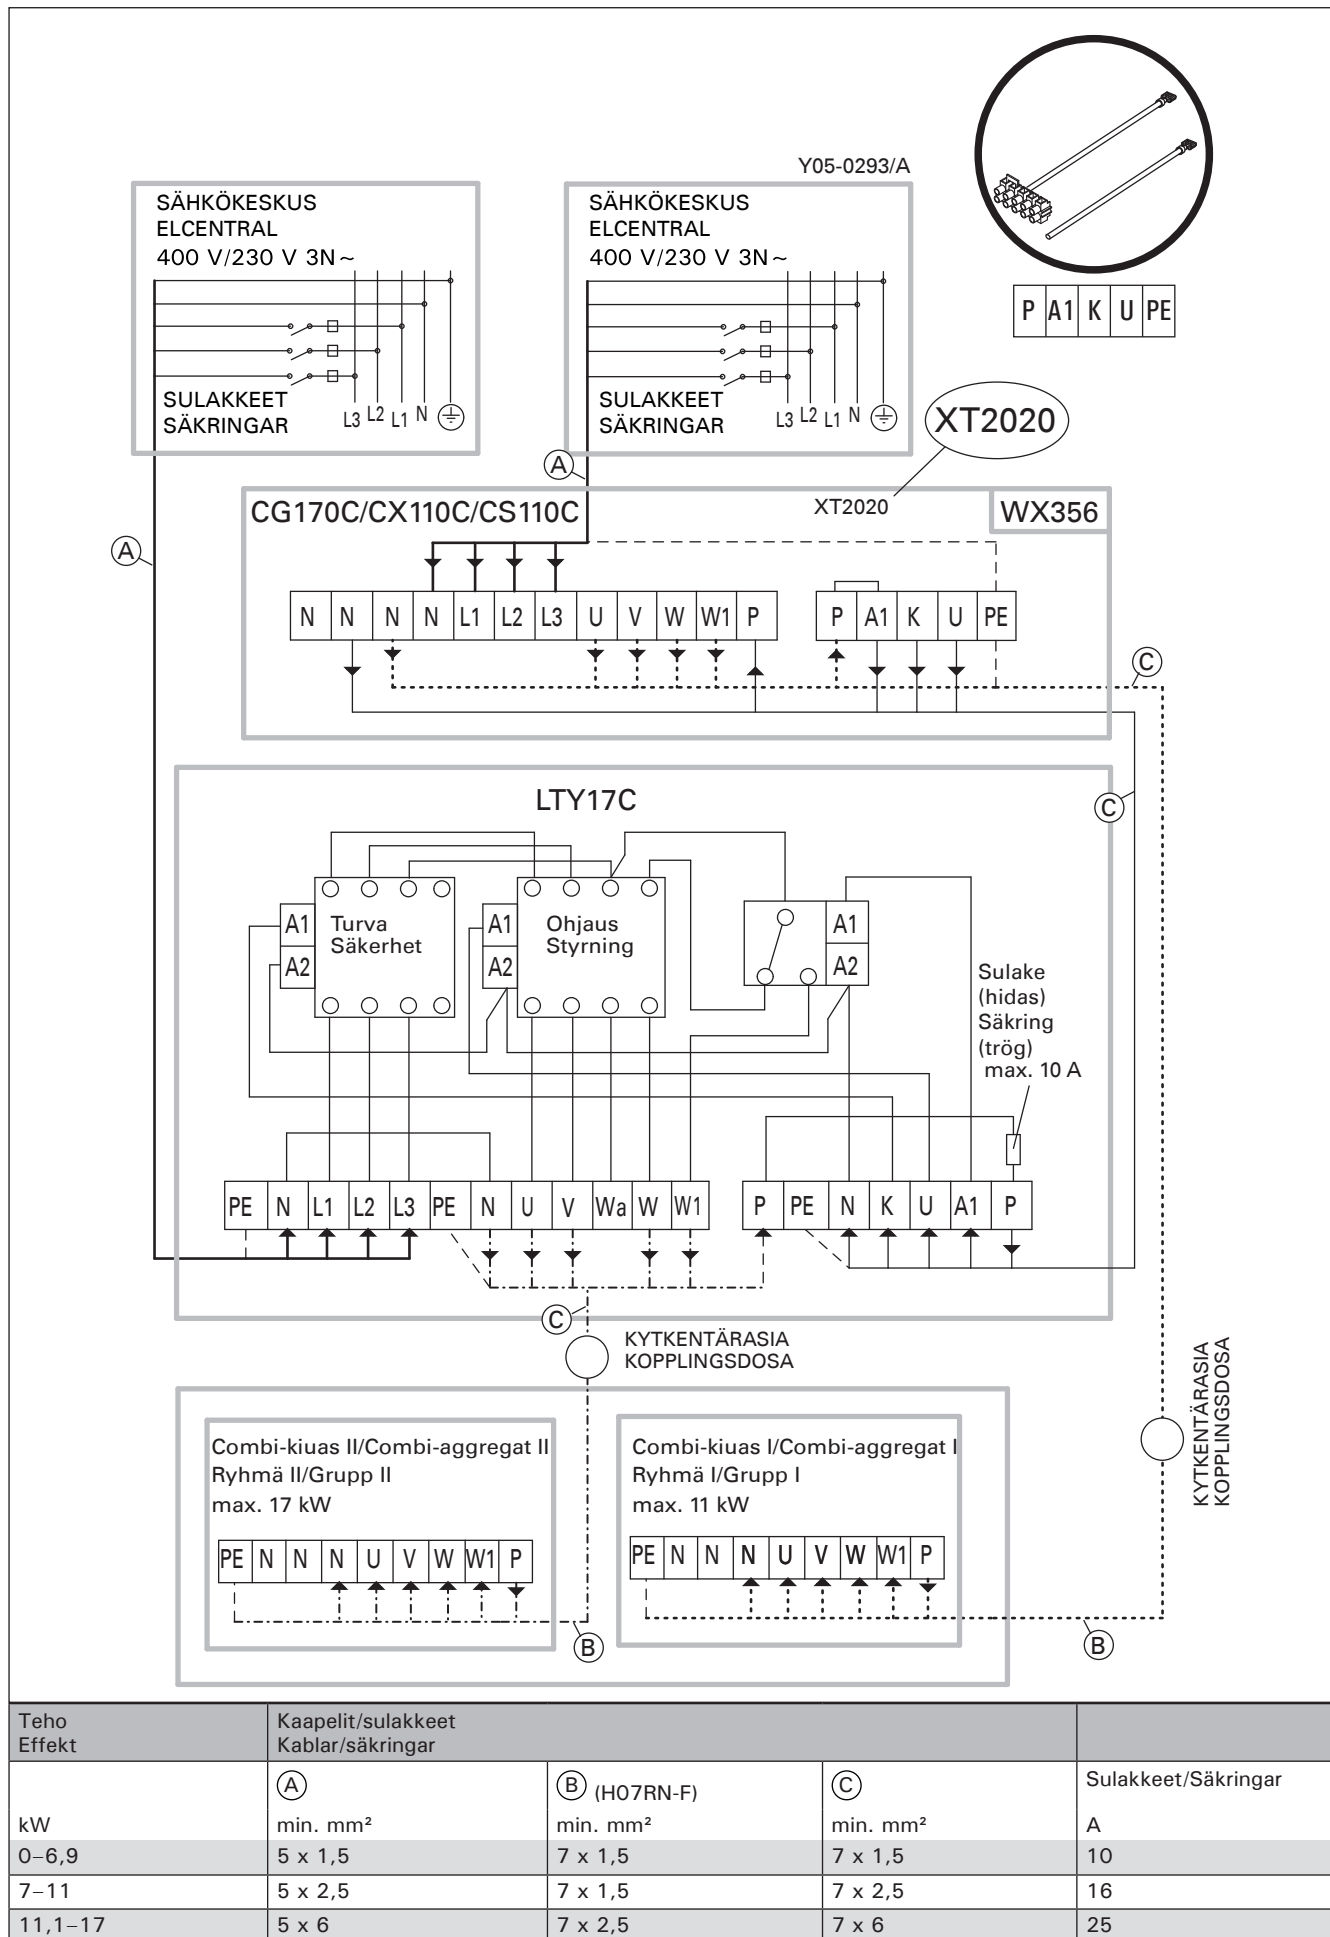 Y05-0293/A
SÄHKÖKESKUS
ELCENTRAL
400 V/230 V 3N~
SULAKKEET
SÄKRINGAR
L3 L2 L1 N
SÄHKÖKESKUS
ELCENTRAL
400 V/230 V 3N~
SULAKKEET
SÄKRINGAR
L3 L2 L1 N
P A1 K U PE
XT2020
A
A
CG170C/CX110C/CS110C
XT2020
WX356
N N N N L1 L2 L3 U V W W1 P
P A1 K U PE
C
LTY17C
C
A1
A2
Turva
Säkerhet
A1
A2
Ohjaus
Styrning
A1
A2
Sulake
(hidas)
Säkring
(trög)
max. 10 A
PE N L1 L2 L3 PE N U V Wa W W1
P PE N K U A1 P
C
KYTKENTÄRASIA
KOPPLINGSDOSA
KYTKENTÄRASIA
KOPPLINGSDOSA
Combi-kiuas II/Combi-aggregat II
Ryhmä II/Grupp II
max. 17 kW
PE N N N U V W W1 P
B
Combi-kiuas I/Combi-aggregat I
Ryhmä I/Grupp I
max. 11 kW
PE N N N U V W W1 P
B
Teho
Effekt
Kaapelit/sulakkeet
Kablar/säkringar
A B (H07RN-F) C Sulakkeet/Säkringar
kW min. mm² min. mm² min. mm² A
0–6,9 5 x 1,5 7 x 1,5 7 x 1,5 10
7–11 5 x 2,5 7 x 1,5 7 x 2,5 16
11,1–17 5 x 6 7 x 2,5 7 x 6 25